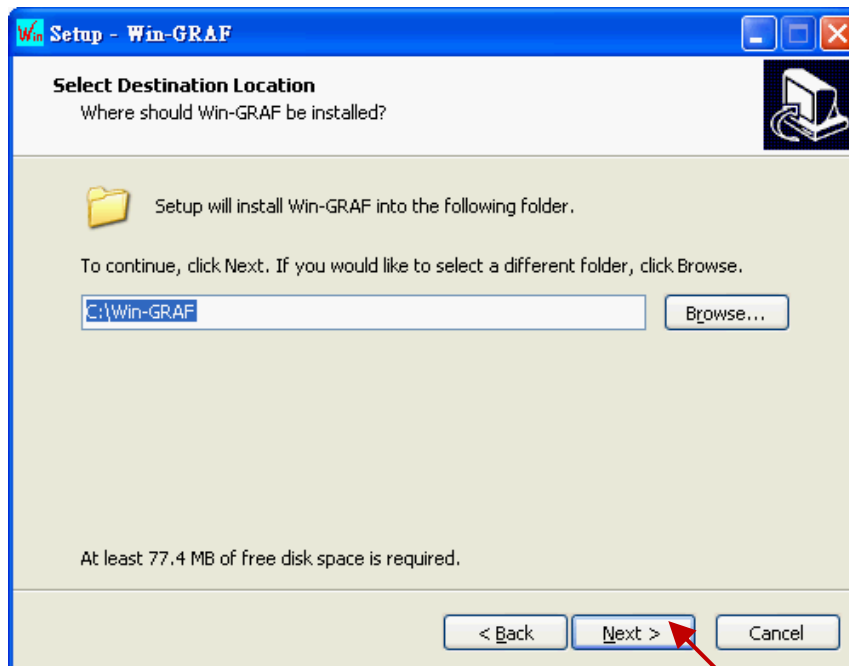 Win Setup - Win-GRAF
Select Destination Location
Where should Win-GRAF be installed?
Setup will install Win-GRAF into the following folder.
To continue, click Next. If you would like to select a different folder, click Browse.
C:\Win-GRAF Browse...
At least 77.4 MB of free disk space is required.
< Back Next > Cancel